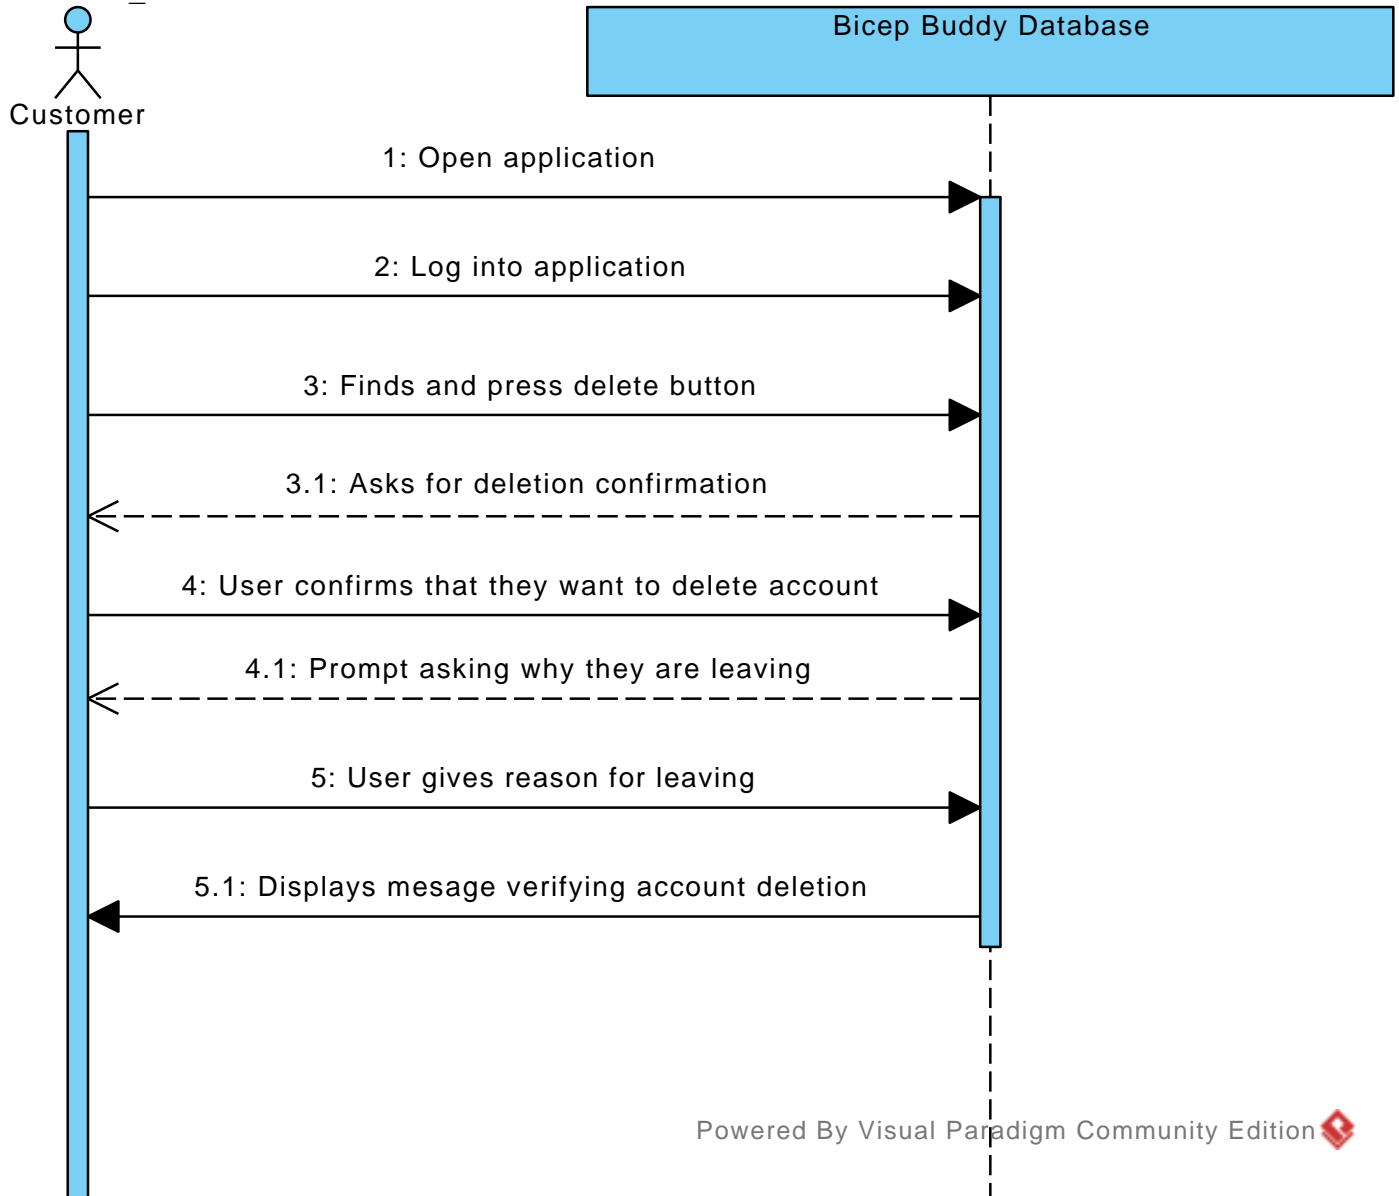 Bicep Buddy Database
Customer
1: Open application
2: Log into application
3: Finds and press delete button
3.1: Asks for deletion confirmation
4: User confirms that they want to delete account
4.1: Prompt asking why they are leaving
5: User gives reason for leaving
5.1: Displays mesage verifying account deletion
Powered By Visual Paradigm Community Edition